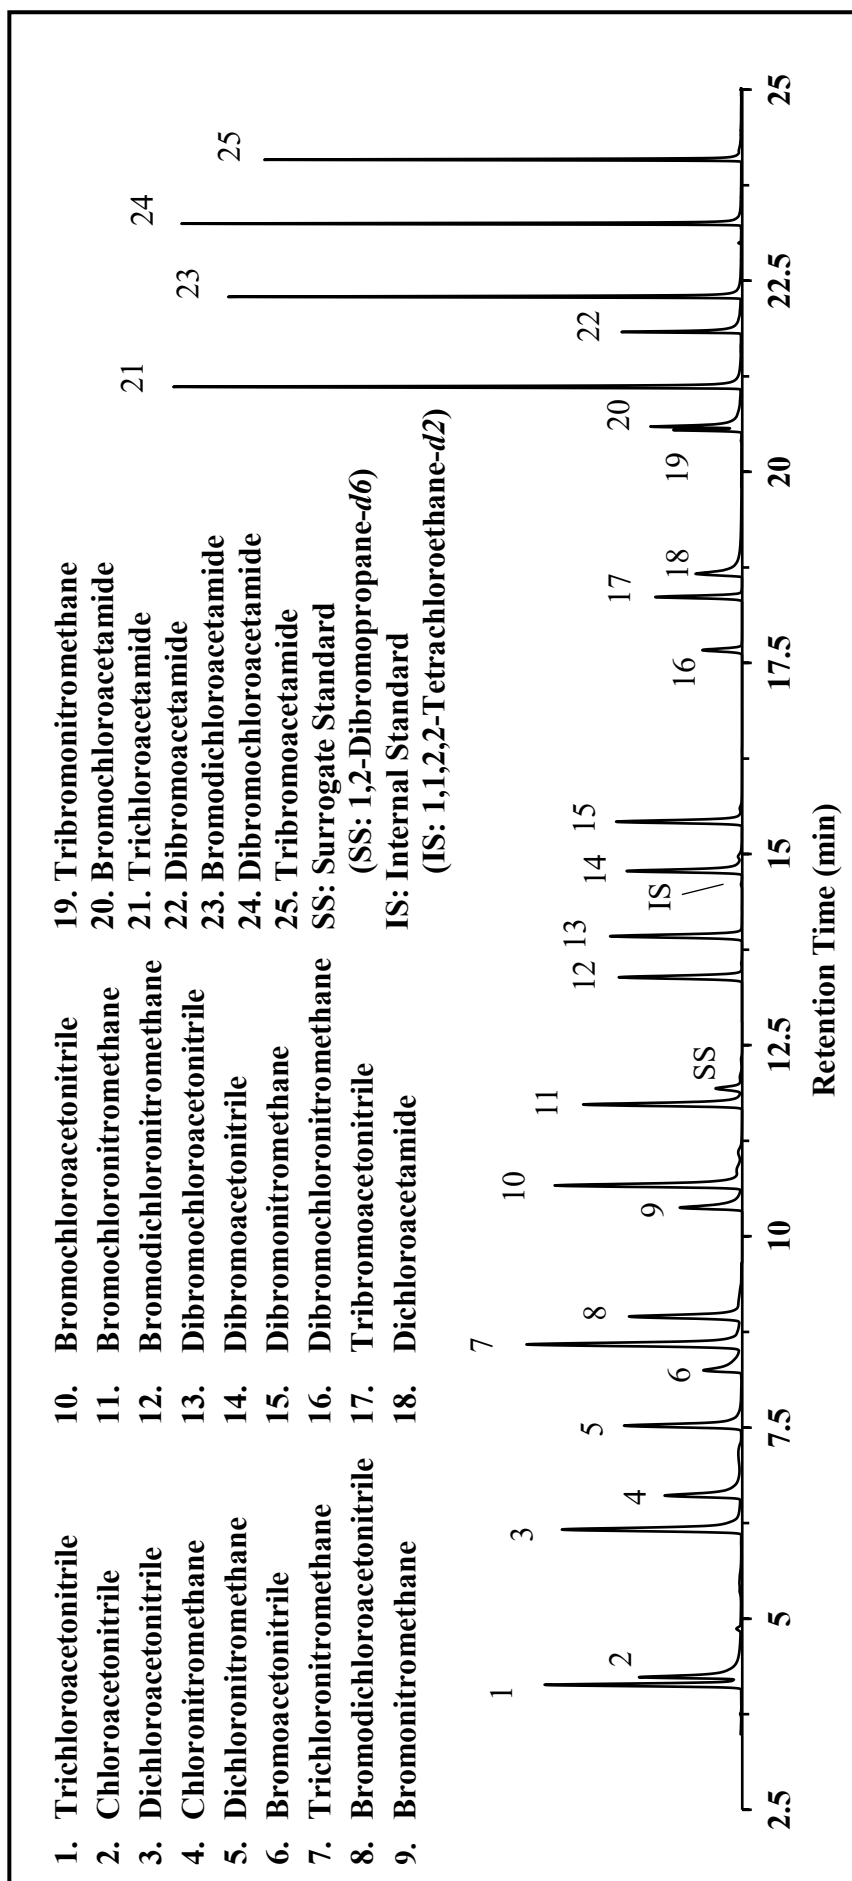 1. Trichloroacetonitrile
2. Chloroacetonitrile
3. Dichloroacetonitrile
4. Chloronitromethane
5. Dichloronitromethane
6. Bromoacetonitrile
7. Trichloronitromethane
8. Bromodichloroacetonitrile
9. Bromonitromethane
10. Bromochloroacetonitrile
11. Bromochloronitromethane
12. Bromodichloronitromethane
13. Dibromochloroacetonitrile
14. Dibromoacetonitrile
15. Dibromonitromethane
16. Dibromochloronitromethane
17. Tribromoacetonitrile
18. Dichloroacetamide
19. Tribromonitromethane
20. Bromochloroacetamide
21. Trichloroacetamide
22. Dibromoacetamide
23. Bromodichloroacetamide
24. Dibromochloroacetamide
25. Tribromoacetamide
SS: Surrogate Standard
(SS: 1,2-Dibromopropane-d6)
IS: Internal Standard
(IS: 1,1,2,2-Tetrachloroethane-d2)
1
2
3
4
5
6
7
8
9
10
11
SS
12
13
IS
14
15
16
17
18
19
20
21
22
23
24
25
2.5
5
7.5
10
12.5
15
17.5
20
22.5
25
Retention Time (min)